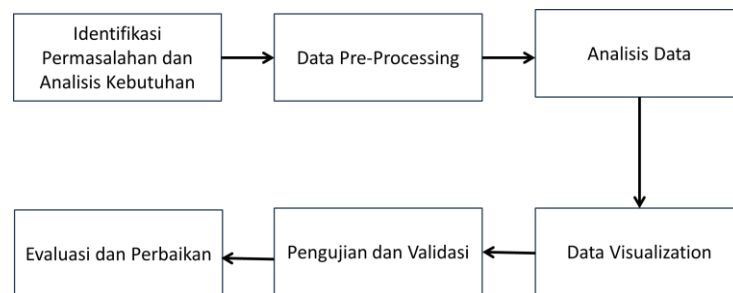 Identifikasi
Permasalahan dan
Analisis Kebutuhan
Data Pre-Processing
Analisis Data
Data Visualization
Pengujian dan Validasi
Evaluasi dan Perbaikan